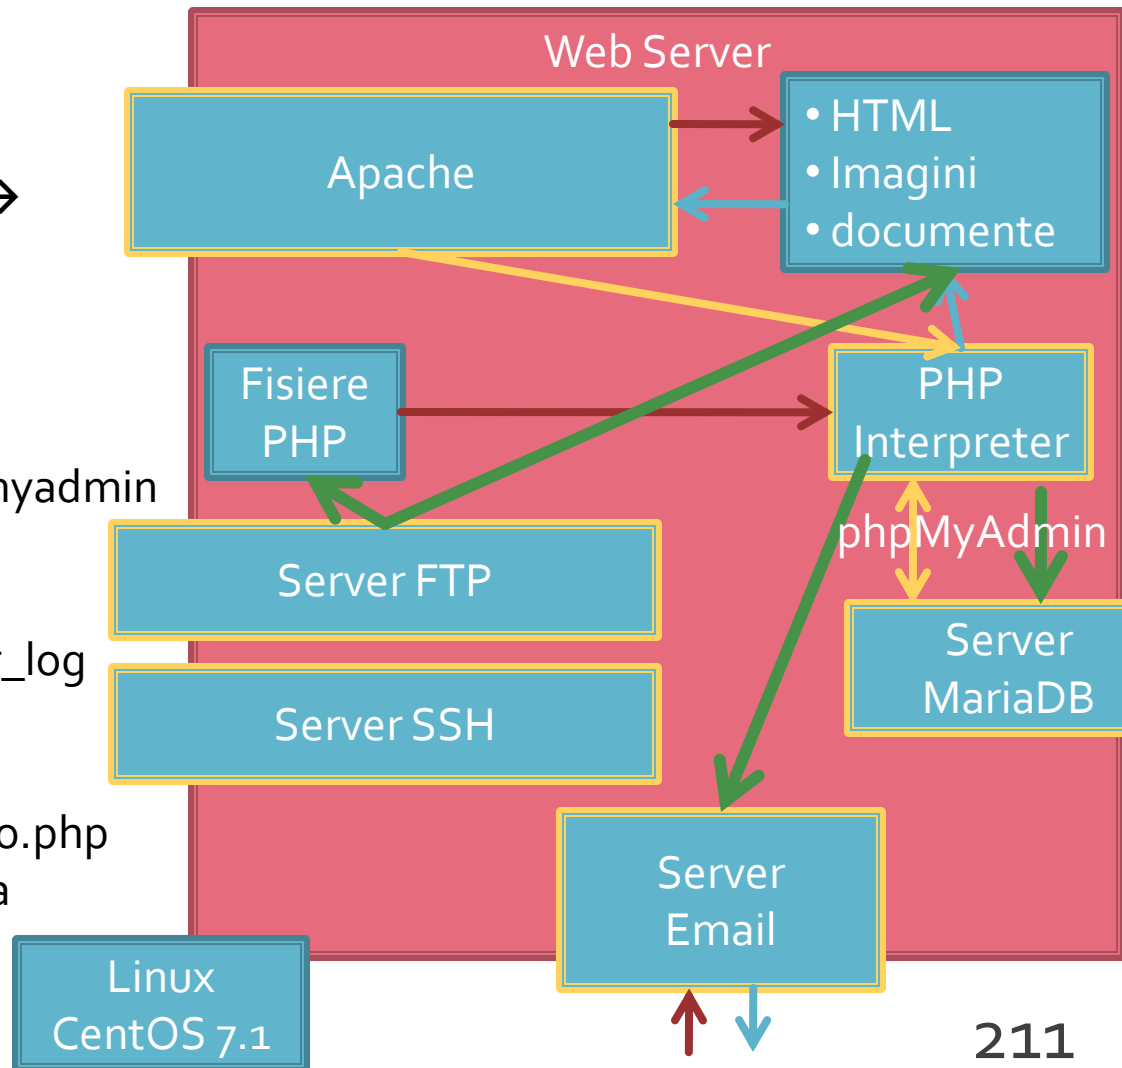 Web Server
Apache
• HTML
• Imagini
• documente
→
Fisiere
PHP
PHP
Interpreter
nyadmin
phpMyAdmin
Server FTP
_log
Server
MariaDB
Server SSH
o.php
a
Server
Email
Linux
CentOS 7.1
211